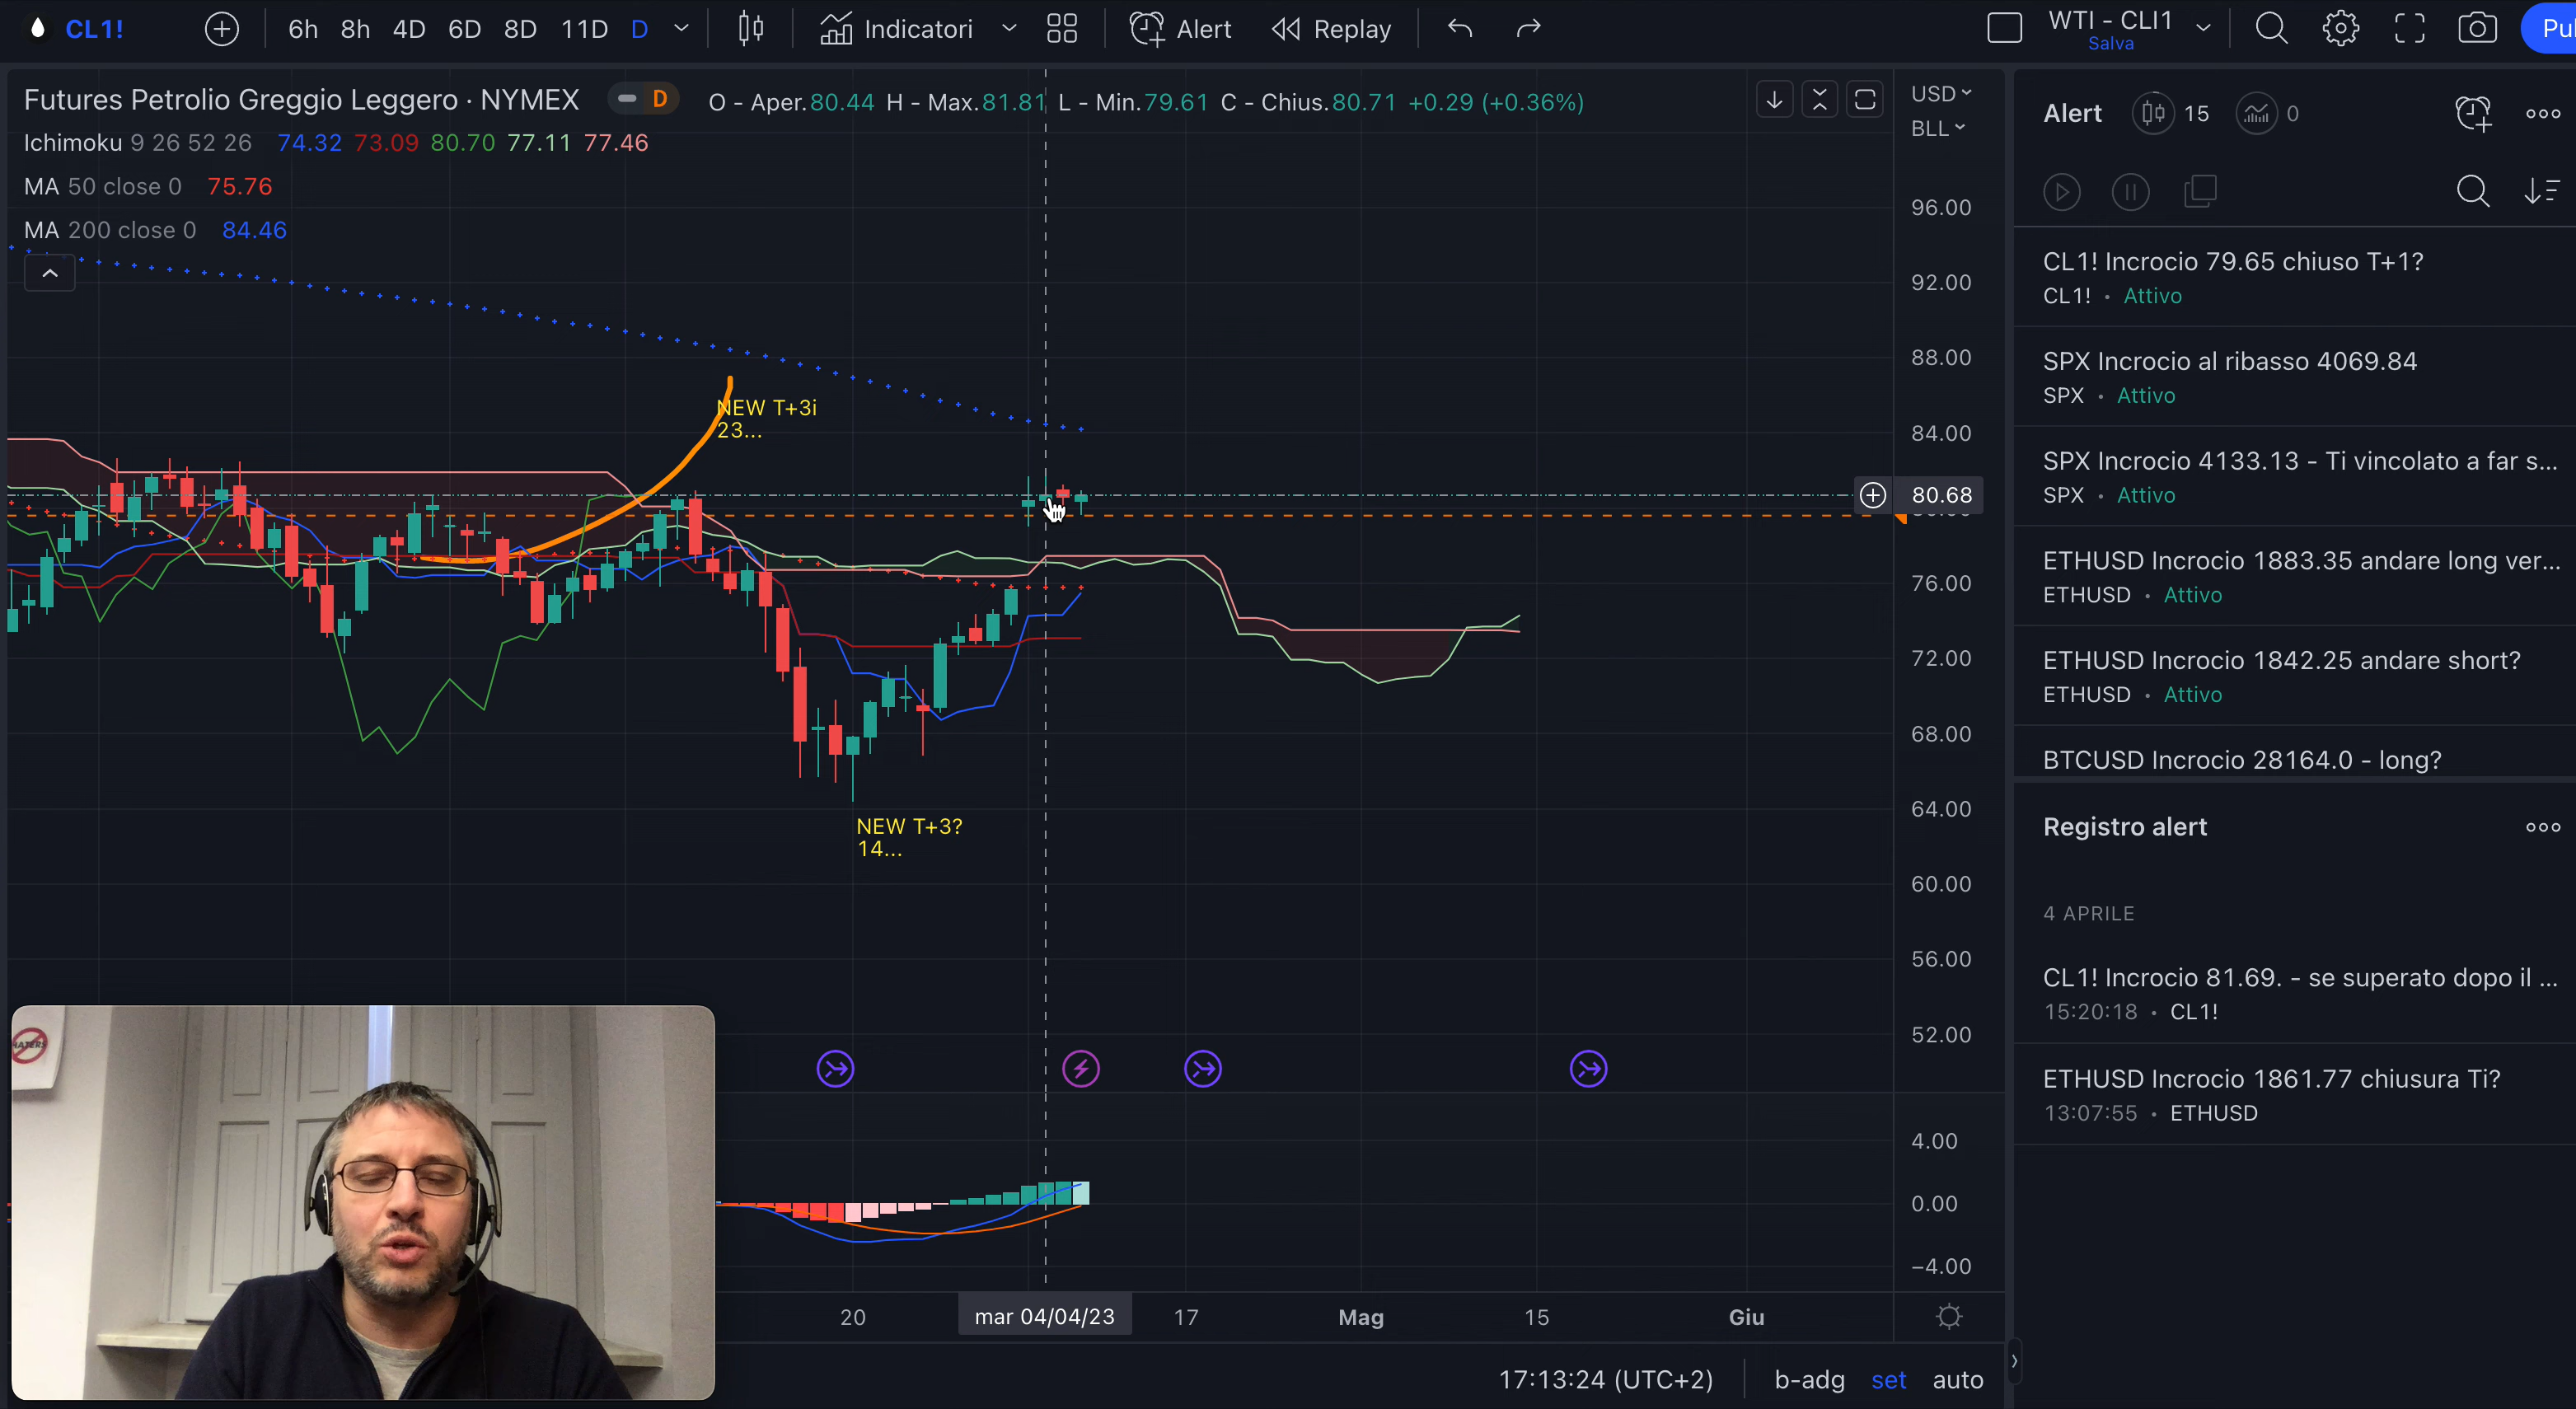 CL1!
6h 8h 4D 6D 8D 11D D
Indicatori
Alert
Replay
WTI - CLI1
Salva
Pu
Futures Petrolio Greggio Leggero · NYMEX
D
O - Aper.80.44 H - Max.81.81 L - Min.79.61 C - Chius.80.71 +0.29 (+0.36%)
Ichimoku 9 26 52 26 74.32 73.09 80.70 77.11 77.46
MA 50 close 0 75.76
MA 200 close 0 84.46
USD
BLL
96.00
92.00
88.00
84.00
80.68
76.00
72.00
68.00
64.00
60.00
56.00
52.00
4.00
0.00
−4.00
NEW T+3i
23...
NEW T+3?
14...
HATERS
20
mar 04/04/23
17
Mag
15
Giu
17:13:24 (UTC+2)
b-adg
set
auto
Alert
15
0
CL1! Incrocio 79.65 chiuso T+1?
CL1! • Attivo
SPX Incrocio al ribasso 4069.84
SPX • Attivo
SPX Incrocio 4133.13 - Ti vincolato a far s...
SPX • Attivo
ETHUSD Incrocio 1883.35 andare long ver...
ETHUSD • Attivo
ETHUSD Incrocio 1842.25 andare short?
ETHUSD • Attivo
BTCUSD Incrocio 28164.0 - long?
Registro alert
4 APRILE
CL1! Incrocio 81.69. - se superato dopo il ...
15:20:18 • CL1!
ETHUSD Incrocio 1861.77 chiusura Ti?
13:07:55 • ETHUSD